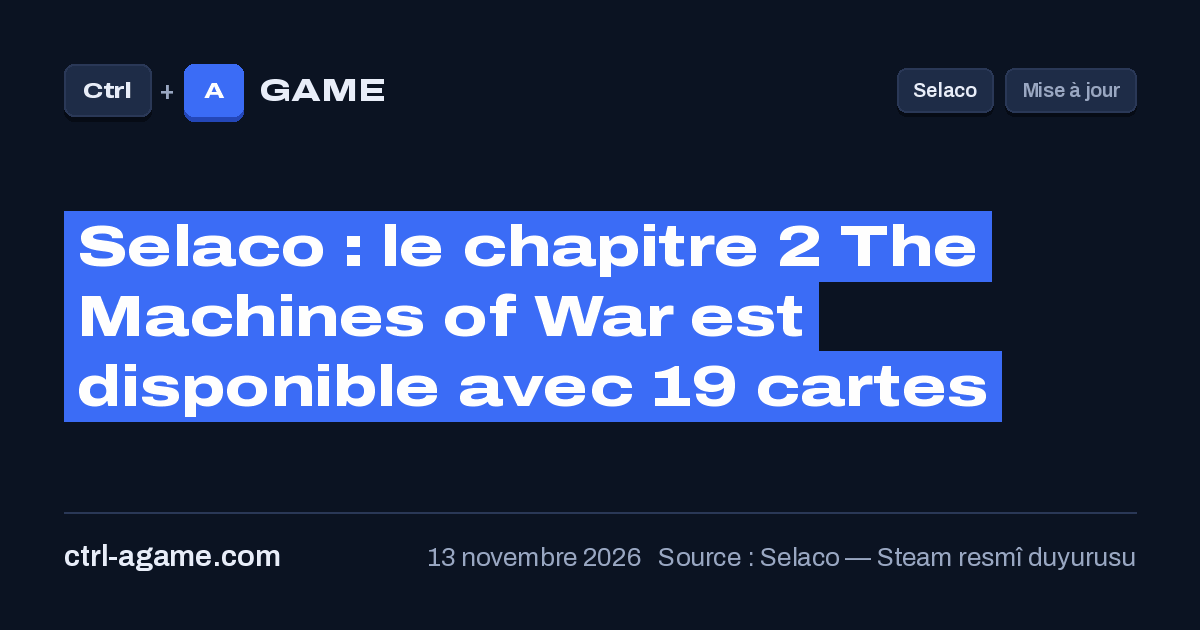 Ctrl + A GAME
Selaco Mise à jour
Selaco : le chapitre 2 The
Machines of War est
disponible avec 19 cartes
ctrl-agame.com
13 novembre 2026 Source : Selaco — Steam resmî duyurusu